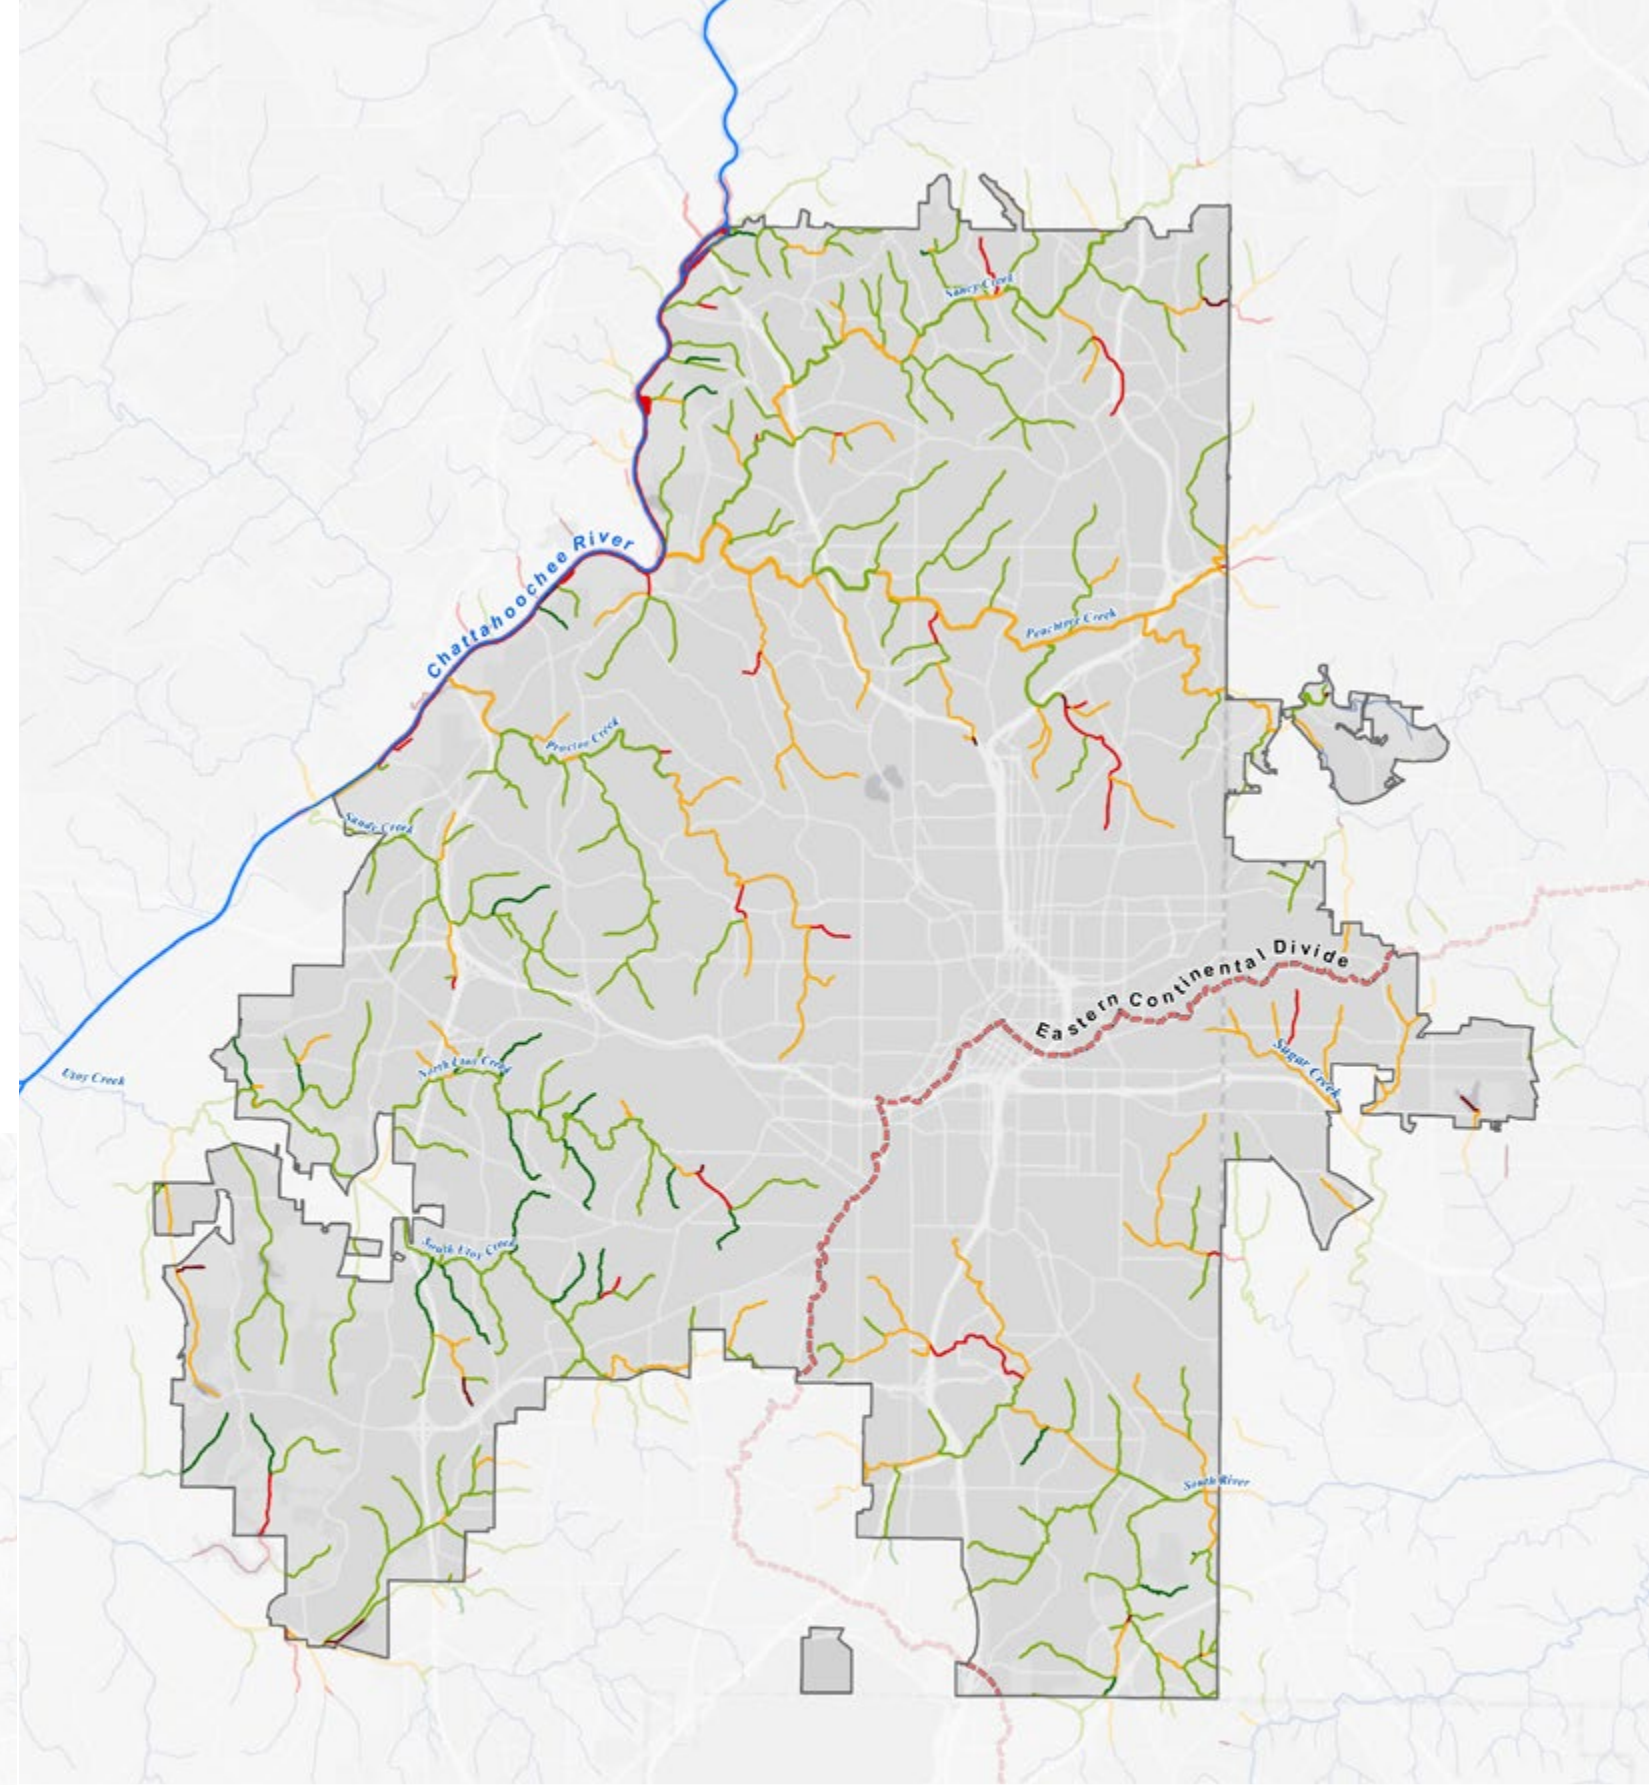 Nancy Creek
Chattahoochee River
Peachtree Creek
Proctor Creek
Sandy Creek
Eastern Continental Divide
Sugar Creek
North Utoy Creek
Utoy Creek
South Utoy Creek
South River